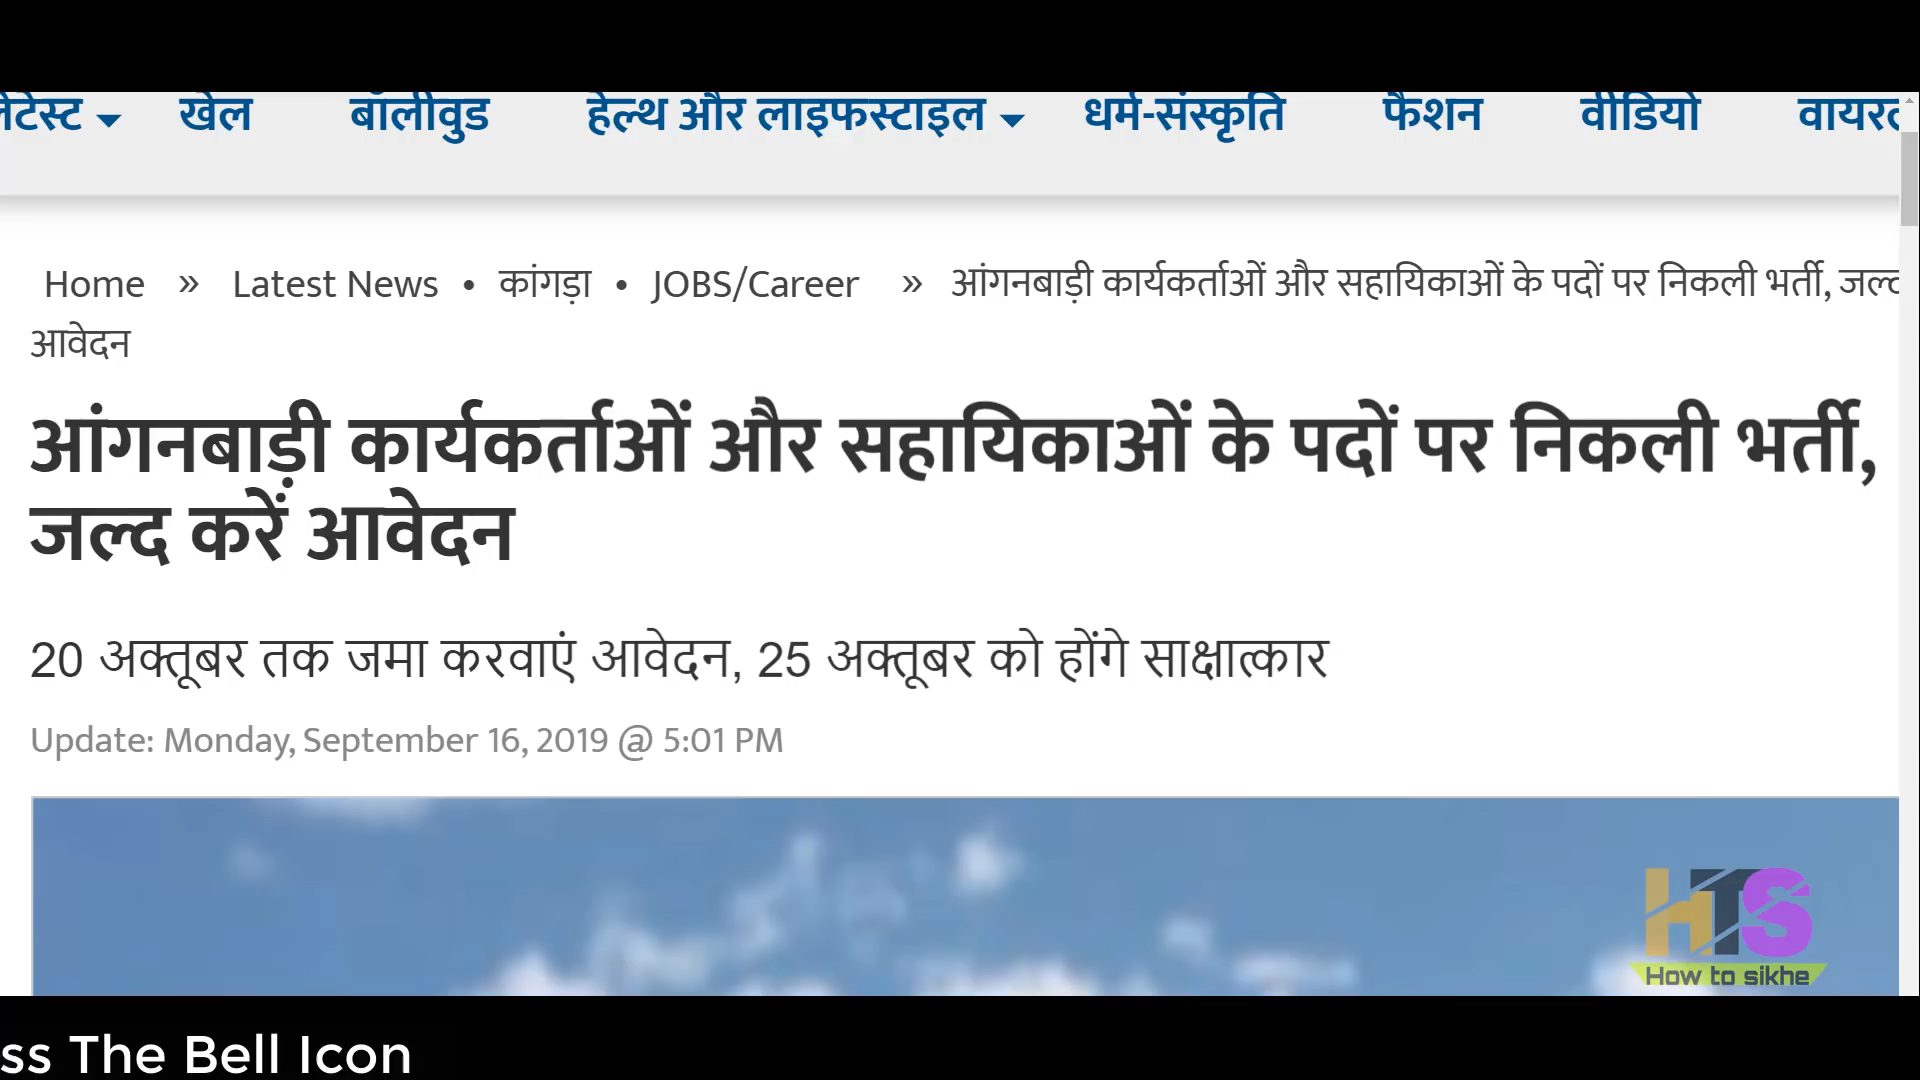 खेल बॉलीवुड हेल्थ और लाइफस्टाइल धर्म-संस्कृति फैशन वीडियो
Home » Latest News • कांगड़ा • JOBS/Career » आंगनबाड़ी कार्यकर्ताओं और सहायिकाओं के पदों पर निकली भर्ती,
आवेदन
आंगनबाड़ी कार्यकर्ताओं और सहायिकाओं के पदों पर निकली भर्ती,
जल्द करें आवेदन
20 अक्तूबर तक जमा करवाएं आवेदन, 25 अक्तूबर को होंगे साक्षात्कार
Update: Monday, September 16, 2019 @ 5:01 PM
HTS
How to sikhe
ss The Bell Icon